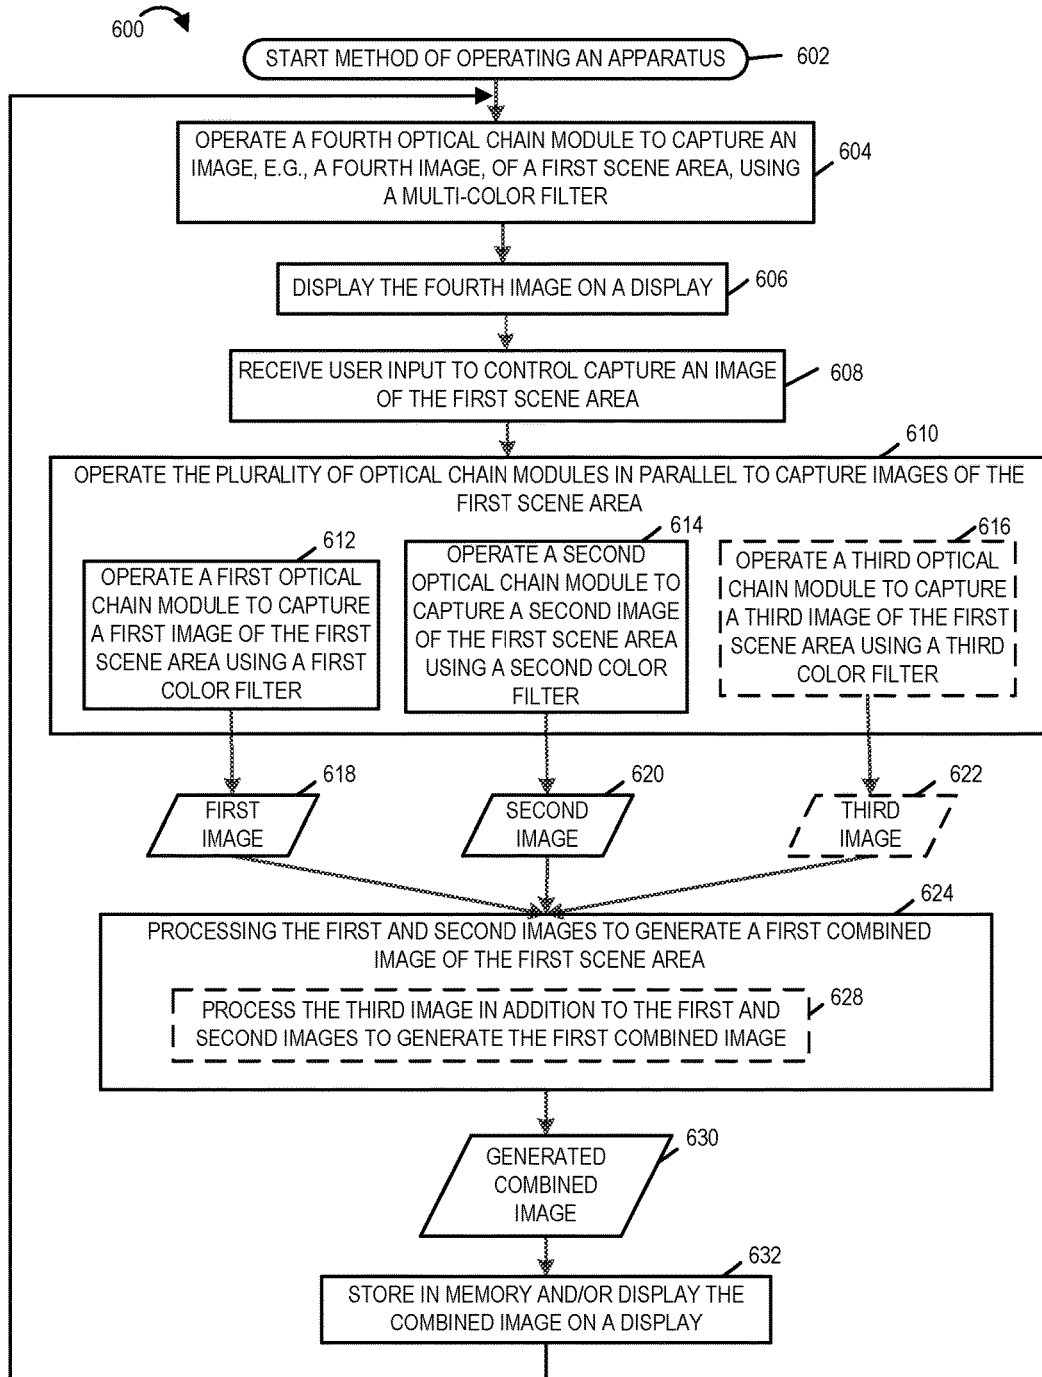 600
START METHOD OF OPERATING AN APPARATUS
602
OPERATE A FOURTH OPTICAL CHAIN MODULE TO CAPTURE AN
IMAGE, E.G., A FOURTH IMAGE, OF A FIRST SCENE AREA, USING
A MULTI-COLOR FILTER
604
DISPLAY THE FOURTH IMAGE ON A DISPLAY
606
RECEIVE USER INPUT TO CONTROL CAPTURE AN IMAGE
OF THE FIRST SCENE AREA
608
610
OPERATE THE PLURALITY OF OPTICAL CHAIN MODULES IN PARALLEL TO CAPTURE IMAGES OF THE
FIRST SCENE AREA
612
OPERATE A FIRST OPTICAL
CHAIN MODULE TO CAPTURE
A FIRST IMAGE OF THE FIRST
SCENE AREA USING A FIRST
COLOR FILTER
614
OPERATE A SECOND
OPTICAL CHAIN MODULE TO
CAPTURE A SECOND IMAGE
OF THE FIRST SCENE AREA
USING A SECOND COLOR
FILTER
616
OPERATE A THIRD OPTICAL
CHAIN MODULE TO CAPTURE
A THIRD IMAGE OF THE FIRST
SCENE AREA USING A THIRD
COLOR FILTER
618
FIRST
IMAGE
620
SECOND
IMAGE
622
THIRD
IMAGE
624
PROCESSING THE FIRST AND SECOND IMAGES TO GENERATE A FIRST COMBINED
IMAGE OF THE FIRST SCENE AREA
PROCESS THE THIRD IMAGE IN ADDITION TO THE FIRST AND
SECOND IMAGES TO GENERATE THE FIRST COMBINED IMAGE
628
GENERATED
COMBINED
IMAGE
630
632
STORE IN MEMORY AND/OR DISPLAY THE
COMBINED IMAGE ON A DISPLAY